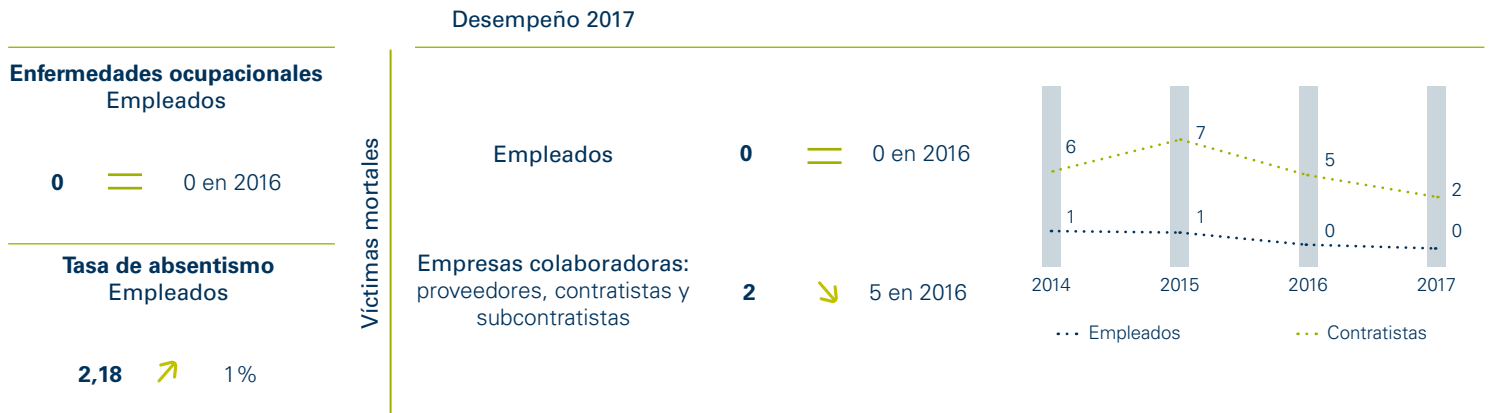 Desempeño 2017
Enfermedades ocupacionales
Empleados
0 = 0 en 2016
Tasa de absentismo
Empleados
2,18 ↗ 1%
Víctimas mortales
Empleados
0 = 0 en 2016
Empresas colaboradoras:
proveedores, contratistas y
subcontratistas
2 ↘ 5 en 2016
6 7 5 2
1 1 0 0
2014 2015 2016 2017
Empleados Contratistas